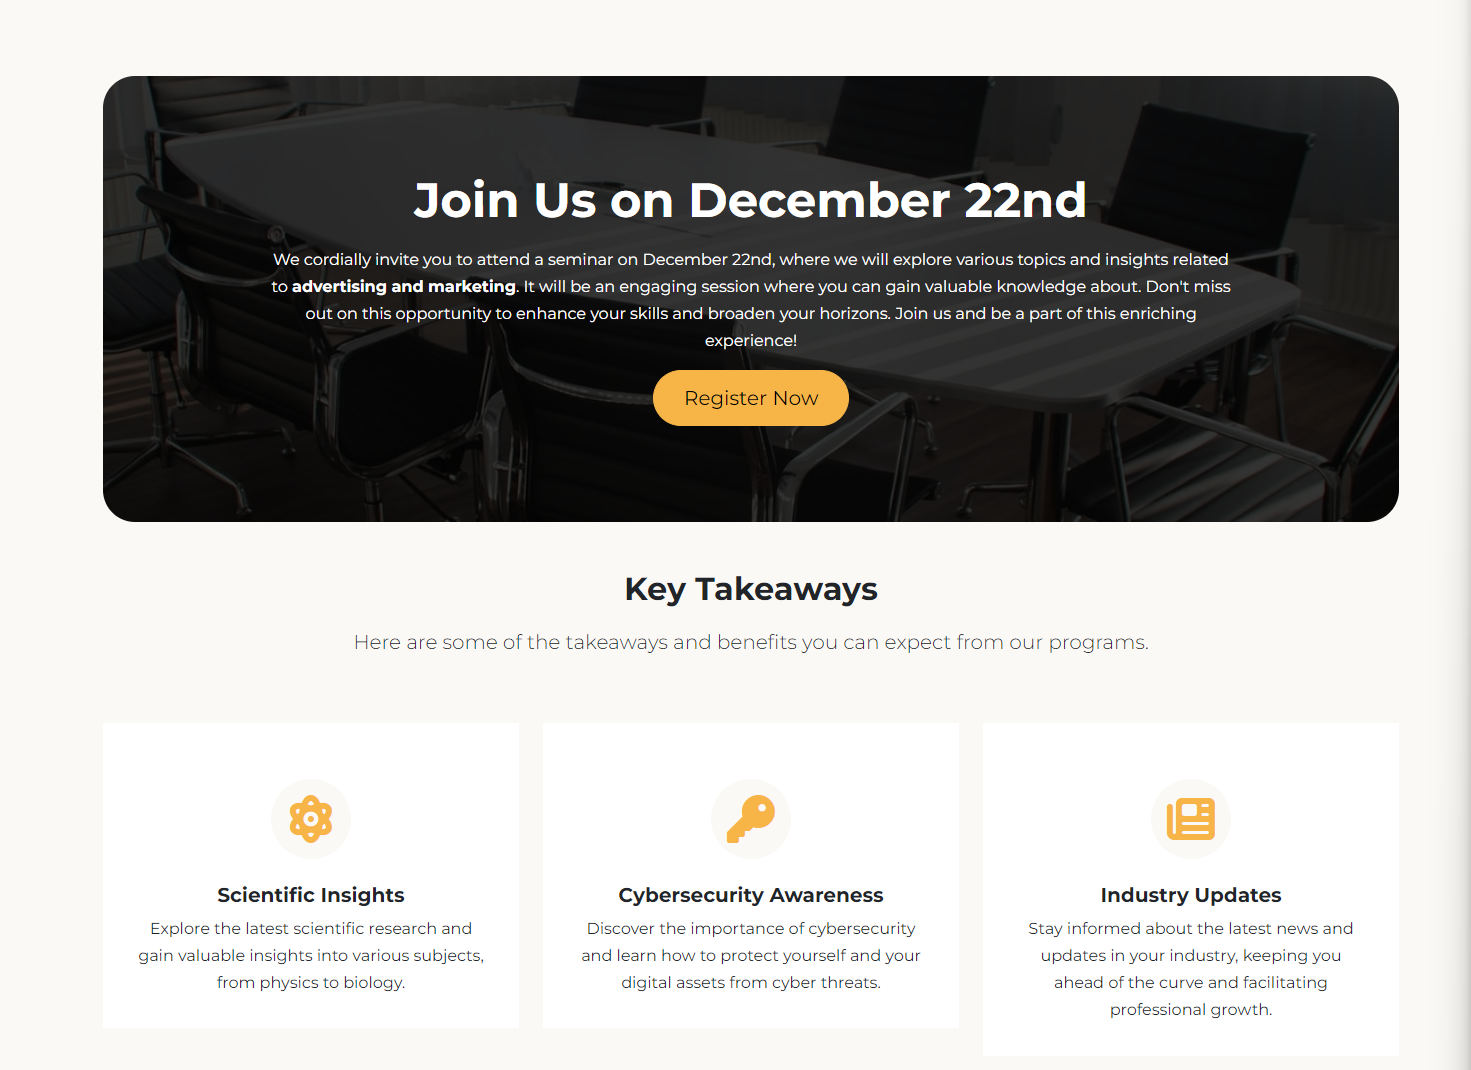 Join Us on December 22nd
We cordially invite you to attend a seminar on December 22nd, where we will explore various topics and insights related
to advertising and marketing. It will be an engaging session where you can gain valuable knowledge about. Don't miss
out on this opportunity to enhance your skills and broaden your horizons. Join us and be a part of this enriching
experience!
Register Now
Key Takeaways
Here are some of the takeaways and benefits you can expect from our programs.
Scientific Insights
Explore the latest scientific research and
gain valuable insights into various subjects,
from physics to biology.
Cybersecurity Awareness
Discover the importance of cybersecurity
and learn how to protect yourself and your
digital assets from cyber threats.
Industry Updates
Stay informed about the latest news and
updates in your industry, keeping you
ahead of the curve and facilitating
professional growth.